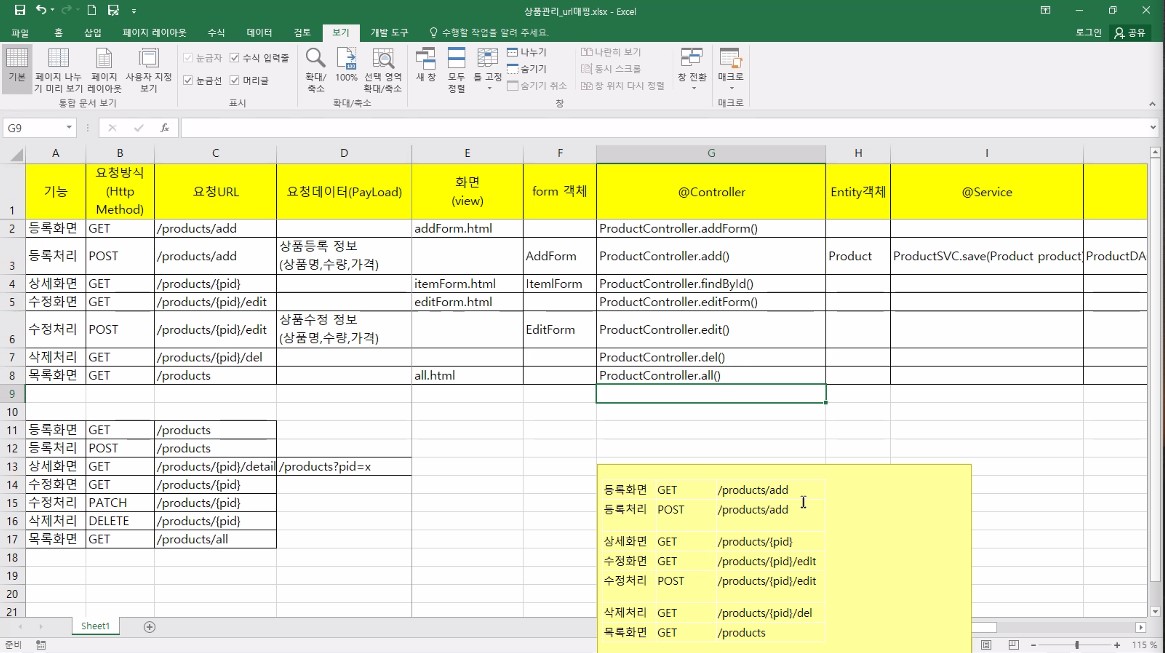 상품관리_url매핑.xlsx - Excel
파일 홈 삽입 페이지 레이아웃 수식 데이터 검토 보기 개발 도구 수행할 작업을 알려 주세요. 로그인 공유
기본
페이지 나누기 미리 보기
페이지 레이아웃
사용자 지정 보기
통합 문서 보기
눈금자 수식 입력줄
눈금선 머리글
표시
확대/축소
100%
선택 영역 확대/축소
확대/축소
새 창
모두 정렬
틀 고정
나누기
숨기기
숨기기 취소
나란히 보기
동시 스크롤
창 위치 다시 정렬
창 전환
창
매크로
매크로
G9 fx
A B C D E F G H I
1 기능 요청방식 (Http Method) 요청URL 요청데이터(PayLoad) 화면 (view) form 객체 @Controller Entity객체 @Service
2 등록화면 GET /products/add addForm.html ProductController.addForm()
3 등록처리 POST /products/add 상품등록 정보 (상품명,수량,가격) AddForm ProductController.add() Product ProductSVC.save(Product product) ProductDA
4 상세화면 GET /products/{pid} itemForm.html ItemlForm ProductController.findById()
5 수정화면 GET /products/{pid}/edit editForm.html ProductController.editForm()
6 수정처리 POST /products/{pid}/edit 상품수정 정보 (상품명,수량,가격) EditForm ProductController.edit()
7 삭제처리 GET /products/{pid}/del ProductController.del()
8 목록화면 GET /products all.html ProductController.all()
9
10
11 등록화면 GET /products
12 등록처리 POST /products
13 상세화면 GET /products/{pid}/detail /products?pid=x
14 수정화면 GET /products/{pid}
15 수정처리 PATCH /products/{pid}
16 삭제처리 DELETE /products/{pid}
17 목록화면 GET /products/all
18
19
20
21
등록화면 GET /products/add
등록처리 POST /products/add
상세화면 GET /products/{pid}
수정화면 GET /products/{pid}/edit
수정처리 POST /products/{pid}/edit
삭제처리 GET /products/{pid}/del
목록화면 GET /products
Sheet1
준비 115 %